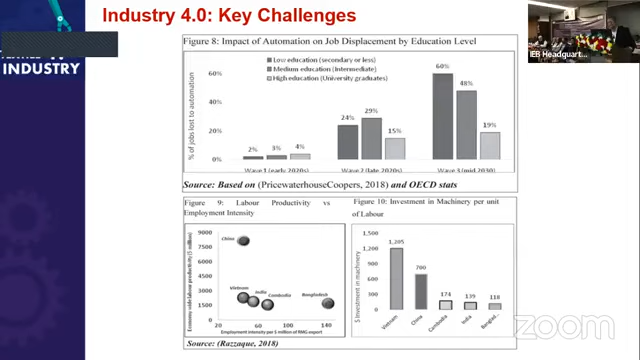 Industry 4.0: Key Challenges
INDUSTRY
IEB Headquart...
Figure 8: Impact of Automation on Job Displacement by Education Level
% of jobs lost to automation
60%
40%
20%
0%
Low education (secondary or less)
Medium education (Intermediate)
High education (University graduates)
2%
3%
4%
24%
29%
15%
60%
48%
19%
Wave 1 (early 2020s)
Wave 2 (late 2020s)
Wave 3 (mid 2030)
Source: Based on (PricewaterhouseCoopers, 2018) and OECD stats
Figure 9: Labour Productivity vs
Employment Intensity
Economy wide labour productivity ($ million)
9000
7500
6000
4500
3000
1500
0
China
Vietnam
India
Cambodia
Bangladesh
20
60
100
140
Employment intensity per $ million of RMG export
Source: (Razzaque, 2018)
Figure 10: Investment in Machinery per unit
of Labour
$ investment in machinery
1,500
1,200
900
600
300
0
1,205
700
174
139
118
Vietnam
China
Cambodia
India
Banglad...
zoom